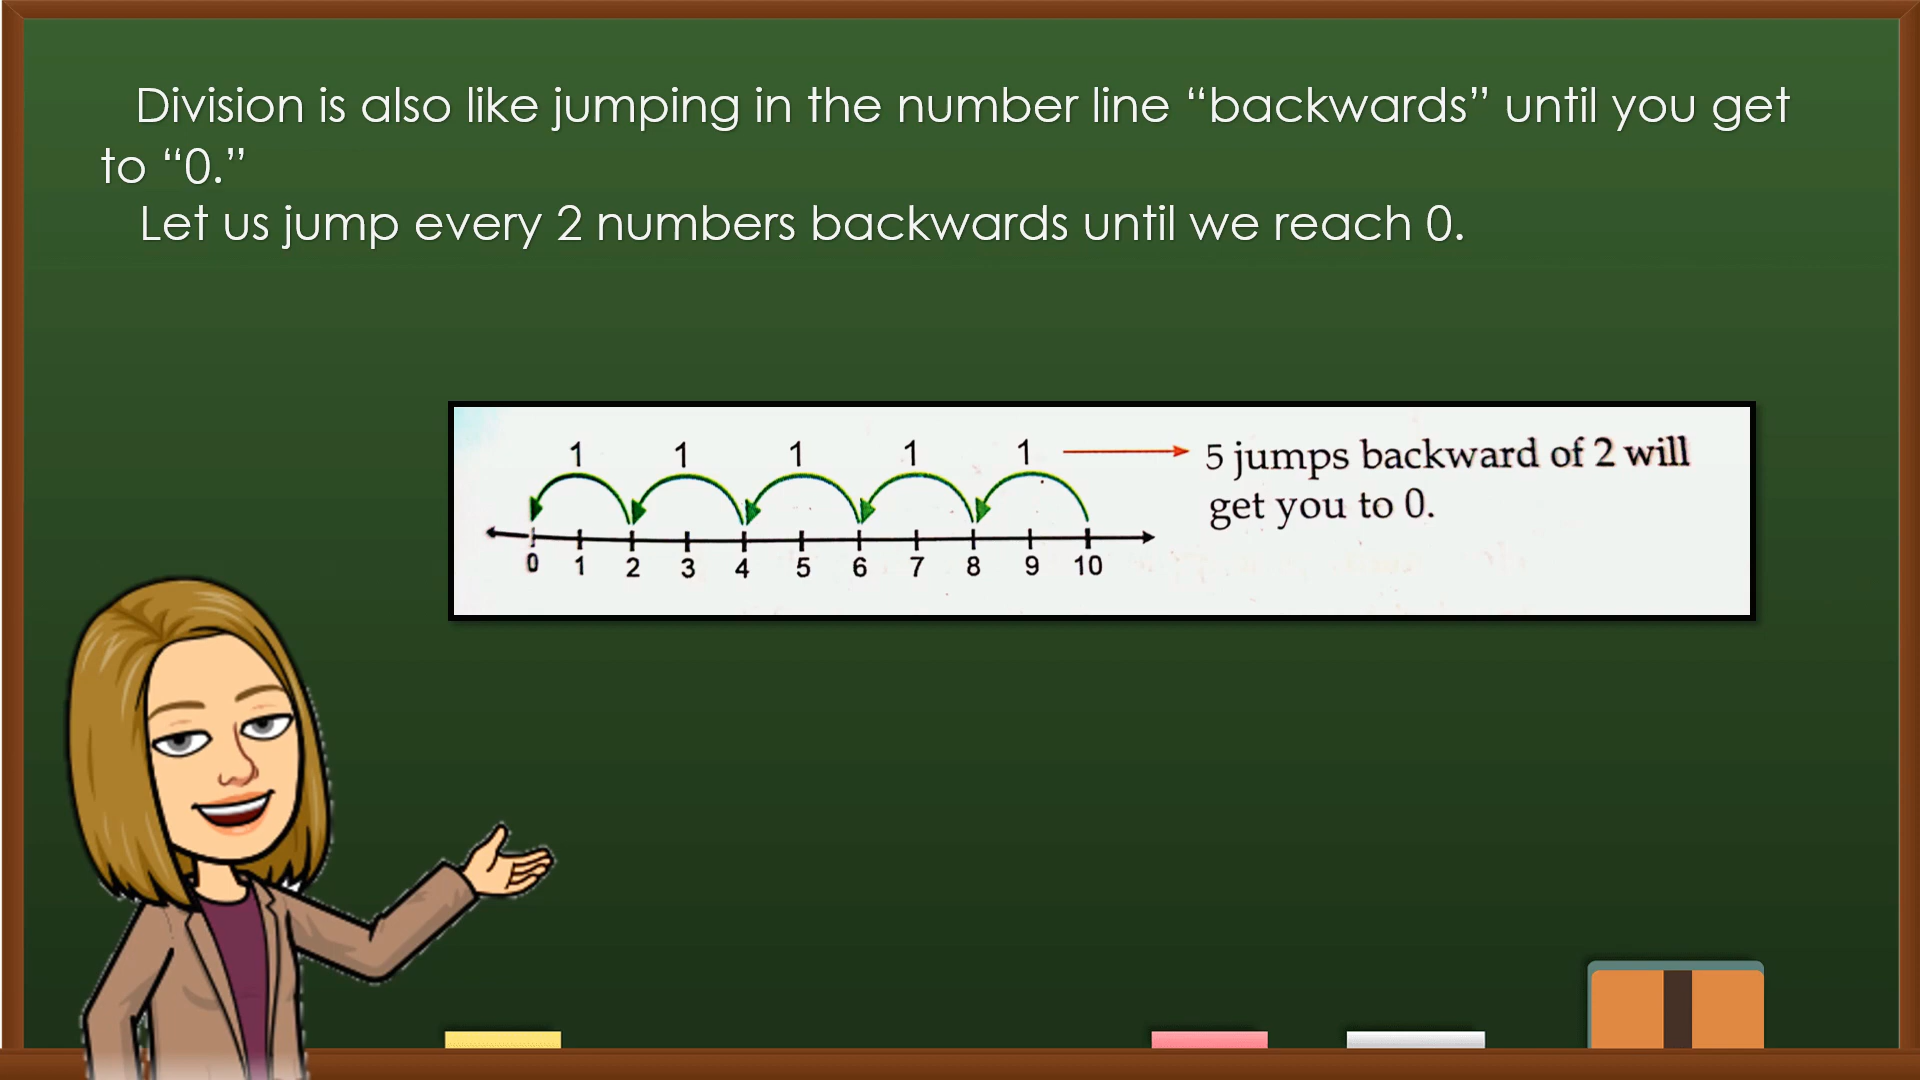 Division is also like jumping in the number line “backwards” until you get
to “0.”
Let us jump every 2 numbers backwards until we reach 0.
1 1 1 1 1 5 jumps backward of 2 will
get you to 0.
0 1 2 3 4 5 6 7 8 9 10